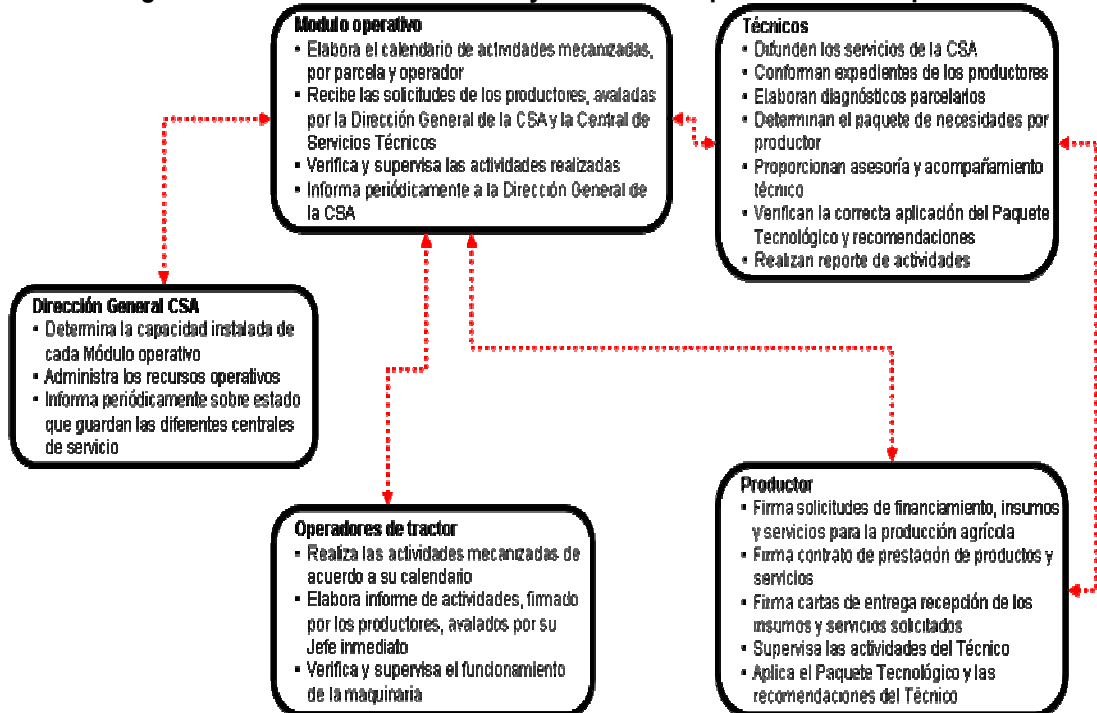 Modulo operativo
▪ Elabora el calendario de actividades mecanizadas,
por parcela y operador
▪ Recibe las solicitudes de los productores, avaladas
por la Dirección General de la CSA y la Central de
Servicios Técnicos
▪ Verifica y supervisa las actividades realizadas
▪ Informa periódicamente a la Dirección General de
la CSA
Técnicos
▪ Difunden los servicios de la CSA
▪ Conforman expedientes de los productores
▪ Elaboran diagnósticos parcelarios
▪ Determinan el paquete de necesidades por
productor
▪ Proporcionan asesoría y acompañamiento
técnico
▪ Verifican la correcta aplicación del Paquete
Tecnológico y recomendaciones
▪ Realizan reporte de actividades
Dirección General CSA
▪ Determina la capacidad instalada de
cada Módulo operativo
▪ Administra los recursos operativos
▪ Informa periódicamente sobre estado
que guardan las diferentes centrales
de servicio
Operadores de tractor
▪ Realiza las actividades mecanizadas de
acuerdo a su calendario
▪ Elabora informe de actividades, firmado
por los productores, avalados por su
Jefe inmediato
▪ Verifica y supervisa el funcionamiento
de la maquinaria
Productor
▪ Firma solicitudes de financiamiento, insumos
y servicios para la producción agrícola
▪ Firma contrato de prestación de productos y
servicios
▪ Firma cartas de entrega recepción de los
insumos y servicios solicitados
▪ Supervisa las actividades del Técnico
▪ Aplica el Paquete Tecnológico y las
recomendaciones del Técnico